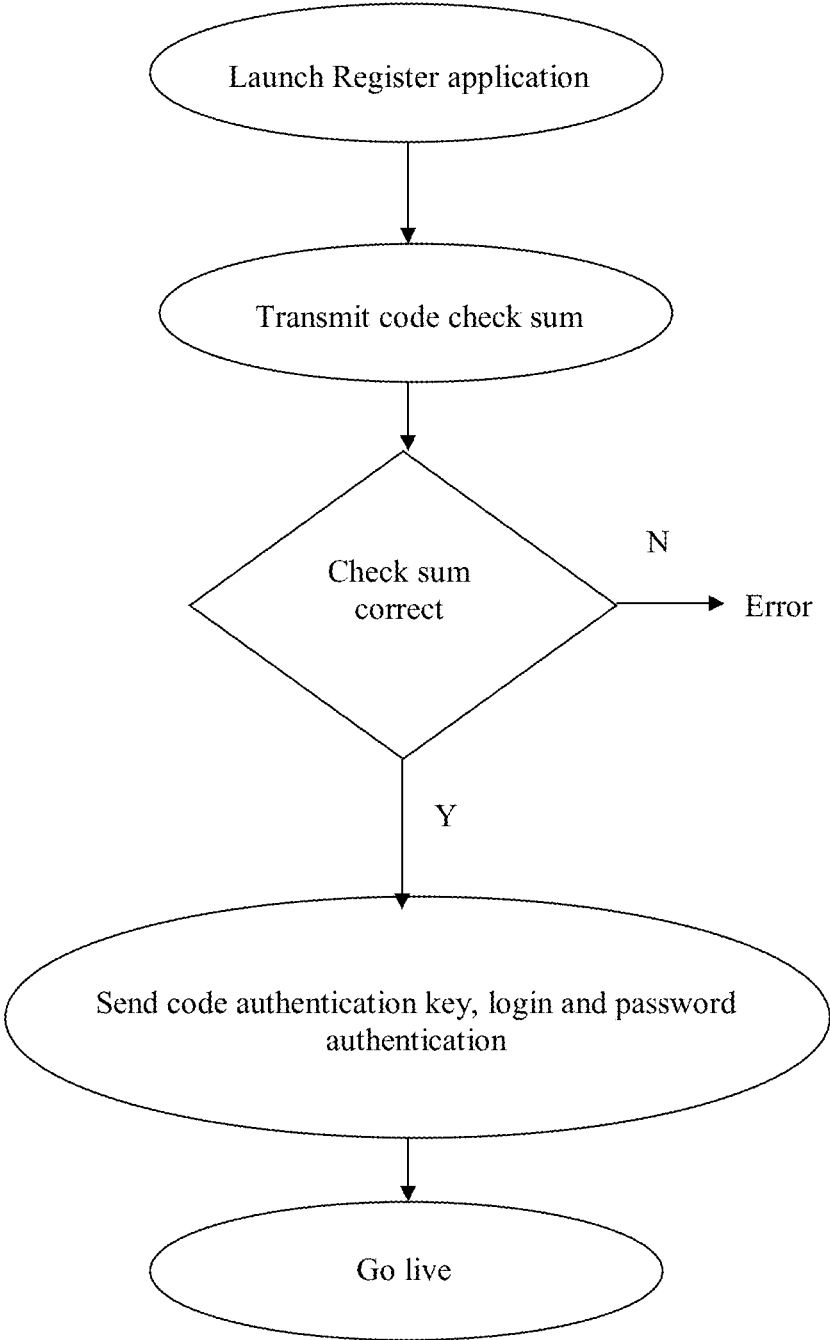 Launch Register application
Transmit code check sum
Check sum
correct
N
Error
Y
Send code authentication key, login and password
authentication
Go live